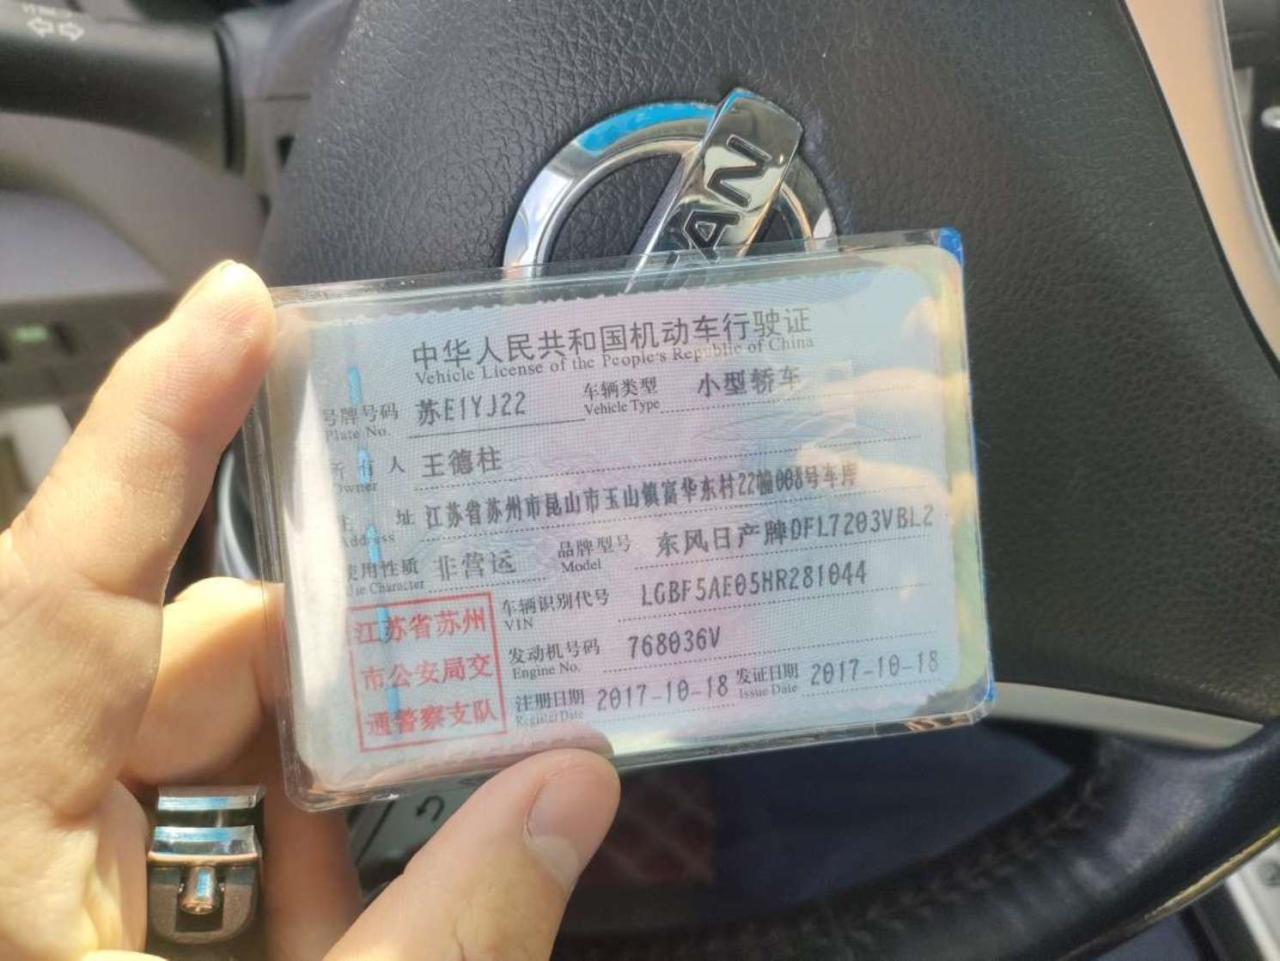 AN
中华人民共和国机动车行驶证
Vehicle License of the People's Republic of China
号牌号码 苏E1YJ22 车辆类型 小型轿车
Plate No. Vehicle Type
所有人 王德柱
Owner
址 江苏省苏州市昆山市玉山镇富华东村22幢008号车库
Address
使用性质 非营运 品牌型号 东风日产牌DFL7203VBL2
Use Character Model
车辆识别代号 LGBF5AE05HR281044
VIN
发动机号码 768036V
Engine No.
注册日期 2017-10-18 发证日期 2017-10-18
Register Date Issue Date
江苏省苏州
市公安局交
通警察支队